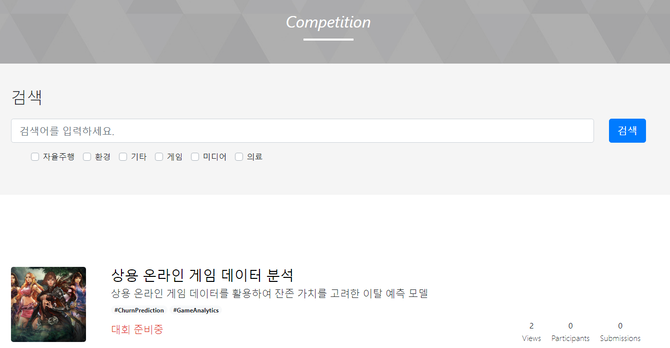 Competition
검색
검색어를 입력하세요.
검색
자율주행 환경 기타 게임 미디어 의료
상용 온라인 게임 데이터 분석
상용 온라인 게임 데이터를 활용하여 잔존 가치를 고려한 이탈 예측 모델
#ChurnPrediction #GameAnalytics
대회 준비중
2 0 0
Views Participants Submissions